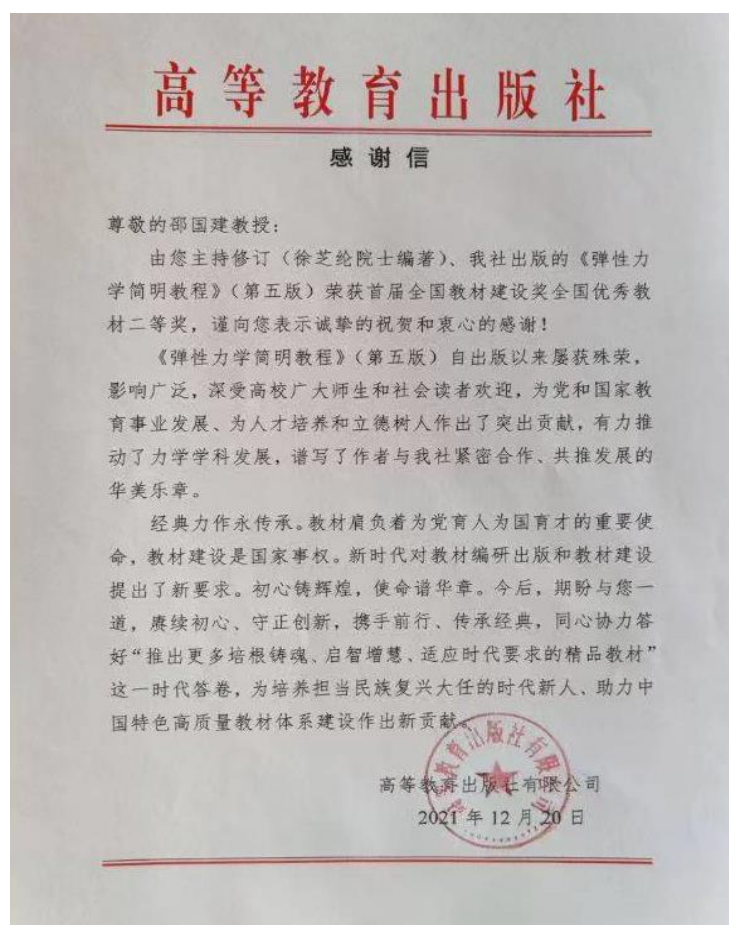 高等教育出版社
感谢信
尊敬的邵国建教授：
由您主持修订（徐芝纶院士编著）、我社出版的《弹性力
学简明教程》（第五版）荣获首届全国教材建设奖全国优秀教
材二等奖，谨向您表示诚挚的祝贺和衷心的感谢！
《弹性力学简明教程》（第五版）自出版以来屡获殊荣，
影响广泛，深受高校广大师生和社会读者欢迎，为党和国家教
育事业发展、为人才培养和立德树人作出了突出贡献，有力推
动了力学学科发展，谱写了作者与我社紧密合作、共推发展的
华美乐章。
经典力作永传承。教材肩负着为党育人为国育才的重要使
命，教材建设是国家事权。新时代对教材编研出版和教材建设
提出了新要求。初心铸辉煌，使命谱华章。今后，期盼与您一
道，赓续初心、守正创新，携手前行、传承经典，同心协力答
好“推出更多培根铸魂、启智增慧、适应时代要求的精品教材”
这一时代答卷，为培养担当民族复兴大任的时代新人、助力中
国特色高质量教材体系建设作出新贡献。
高等教育出版社有限公司
2021 年 12 月 20 日
高等教育出版社有限公司